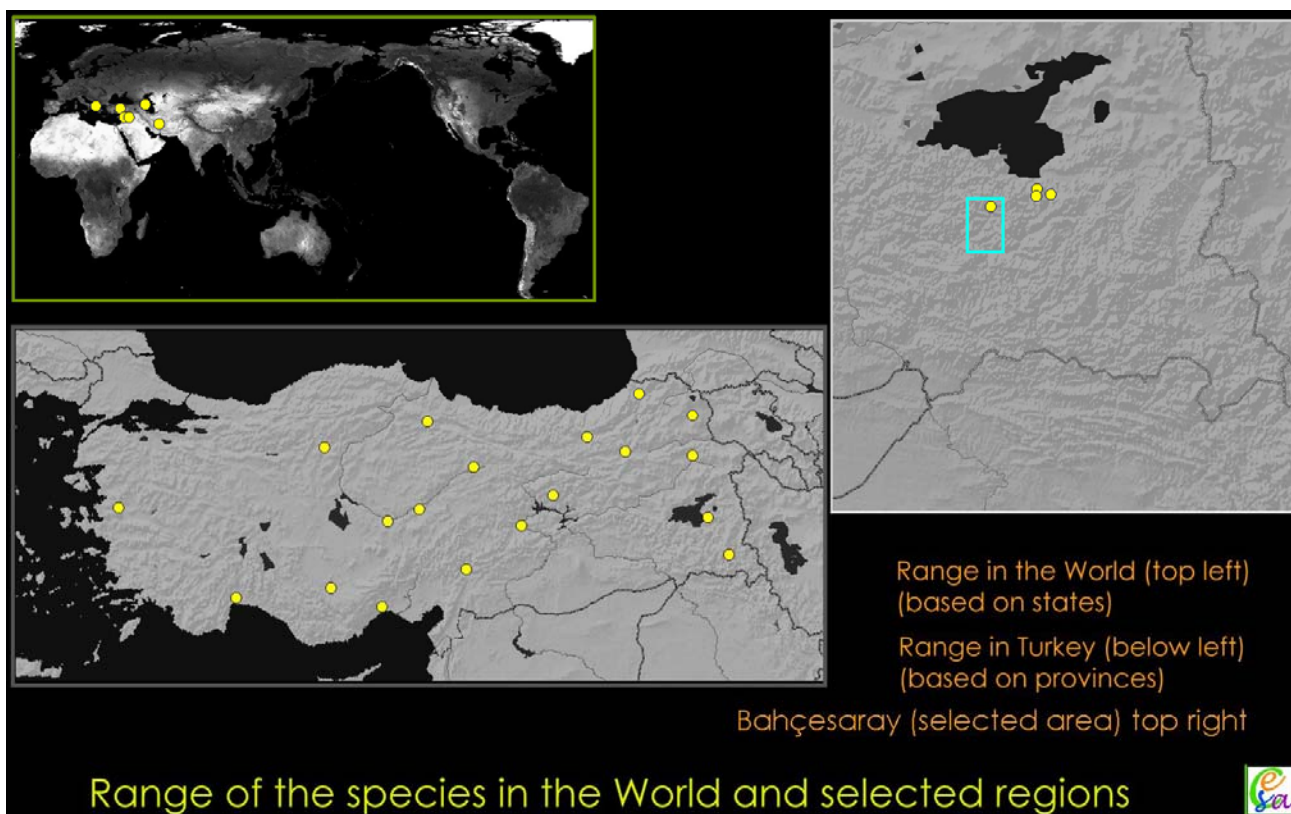 Range in the World (top left)
(based on states)
Range in Turkey (below left)
(based on provinces)
Bahçesaray (selected area) top right
Range of the species in the World and selected regions
esa